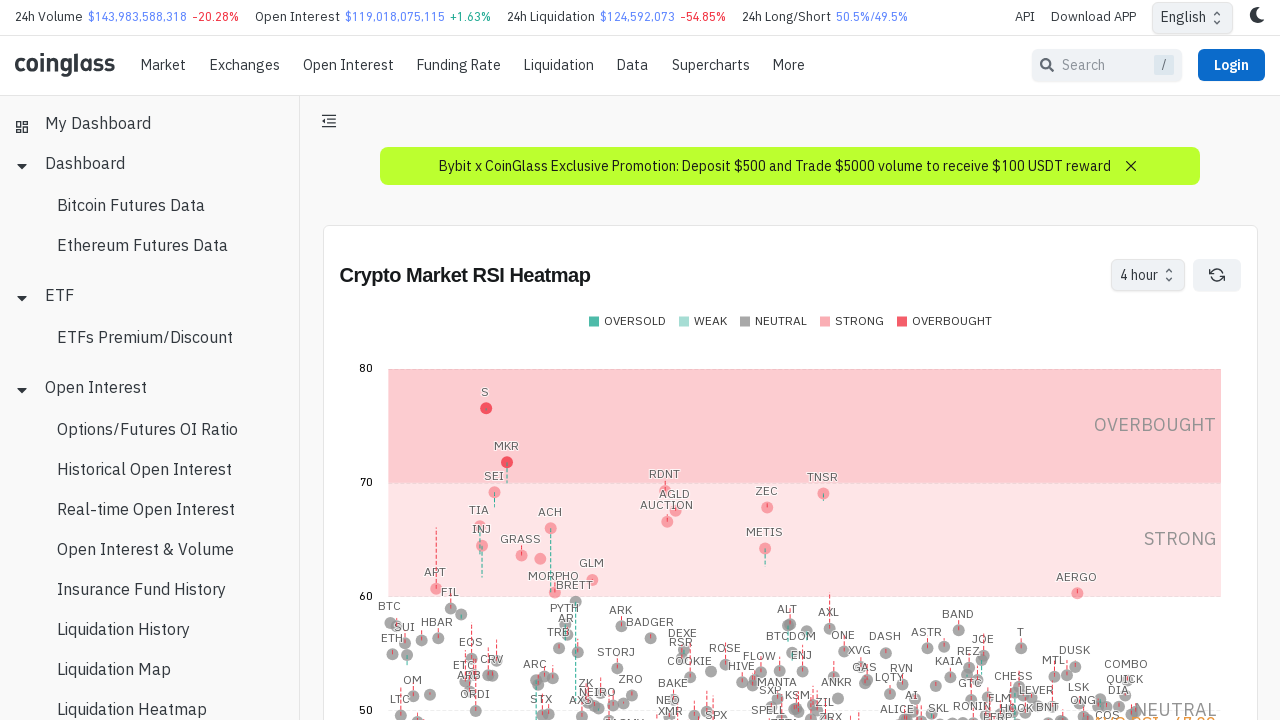 24h Volume $143,983,588,318 -20.28% Open Interest $119,018,075,115 +1.63% 24h Liquidation $124,592,073 -54.85% 24h Long/Short 50.5%/49.5% API Download APP English
coinglass Market Exchanges Open Interest Funding Rate Liquidation Data Supercharts More Search / Login
My Dashboard
Dashboard
Bitcoin Futures Data
Ethereum Futures Data
ETF
ETFs Premium/Discount
Open Interest
Options/Futures OI Ratio
Historical Open Interest
Real-time Open Interest
Open Interest & Volume
Insurance Fund History
Liquidation History
Liquidation Map
Liquidation Heatmap
Bybit x CoinGlass Exclusive Promotion: Deposit $500 and Trade $5000 volume to receive $100 USDT reward
Crypto Market RSI Heatmap 4 hour
OVERSOLD WEAK NEUTRAL STRONG OVERBOUGHT
80
S
OVERBOUGHT
MKR
SEI RDNT TNSR
70
AGLD ZEC
TIA ACH AUCTION
INJ METIS
GRASS STRONG
GLM
APT MORPHO AERGO
FIL BRETT
60
BTC PYTH ARK ALT AXL BAND
SUI HBAR AR BADGER
ETH EOS TRB DEXE BTCDOM ONE DASH ASTR JOE T
RSR ROSE XVG REZ
CRV STORJ COOKIE FLOW ENJ KAIA MTL DUSK
ETC ARC HIVE GAS RVN COMBO
ARB ZRO BAKE MANTA ANKR LQTY GTC CHESS QUICK
OM ZK SXP LEVER LSK DIA
LTC ORDI STX AXS NEIRO NEO KSM ZIL AI FLM ONG
XMR SPX SPELL ZRX ALICE SKL RONIN HOOK BNT NEUTRAL
50